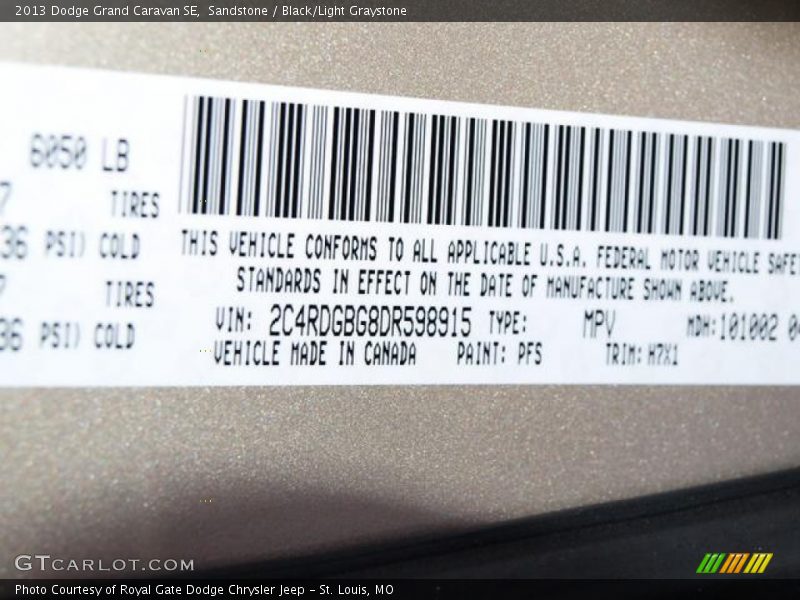 2013 Dodge Grand Caravan SE, Sandstone / Black/Light Graystone
6050 LB
7 TIRES
36 PSI) COLD
TIRES
36 PSI) COLD
THIS VEHICLE CONFORMS TO ALL APPLICABLE U.S.A. FEDERAL MOTOR VEHICLE SAFE
STANDARDS IN EFFECT ON THE DATE OF MANUFACTURE SHOWN ABOVE.
VIN: 2C4RDGBG8DR598915 TYPE: MPV MDH:101002 0
VEHICLE MADE IN CANADA PAINT: PFS TRIM: H7X1
GTCARLOT.COM
Photo Courtesy of Royal Gate Dodge Chrysler Jeep - St. Louis, MO